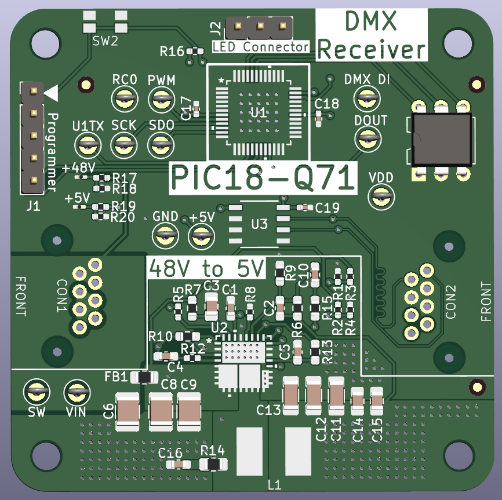 J2
DMX
Receiver
SW2
R16
LED Connector
RC0
PWM
DMX DI
C17
U1
C18
Programmer
U1TX
SCK
SDO
DOUT
+48V
R17
R18
PIC18-Q71
J1
+5V
R19
R20
VDD
C19
GND
+5V
U3
48V to 5V
R9
C10
FRONT
CON1
CON2
FRONT
R5
R7
C3
C1
R8
C2
R6
R15
R1
R3
R2
R4
U2
R10
R12
C4
C5
R13
FB1
SW
VIN
C6
C8
C9
C13
C12
C11
C14
C15
C16
R14
L1